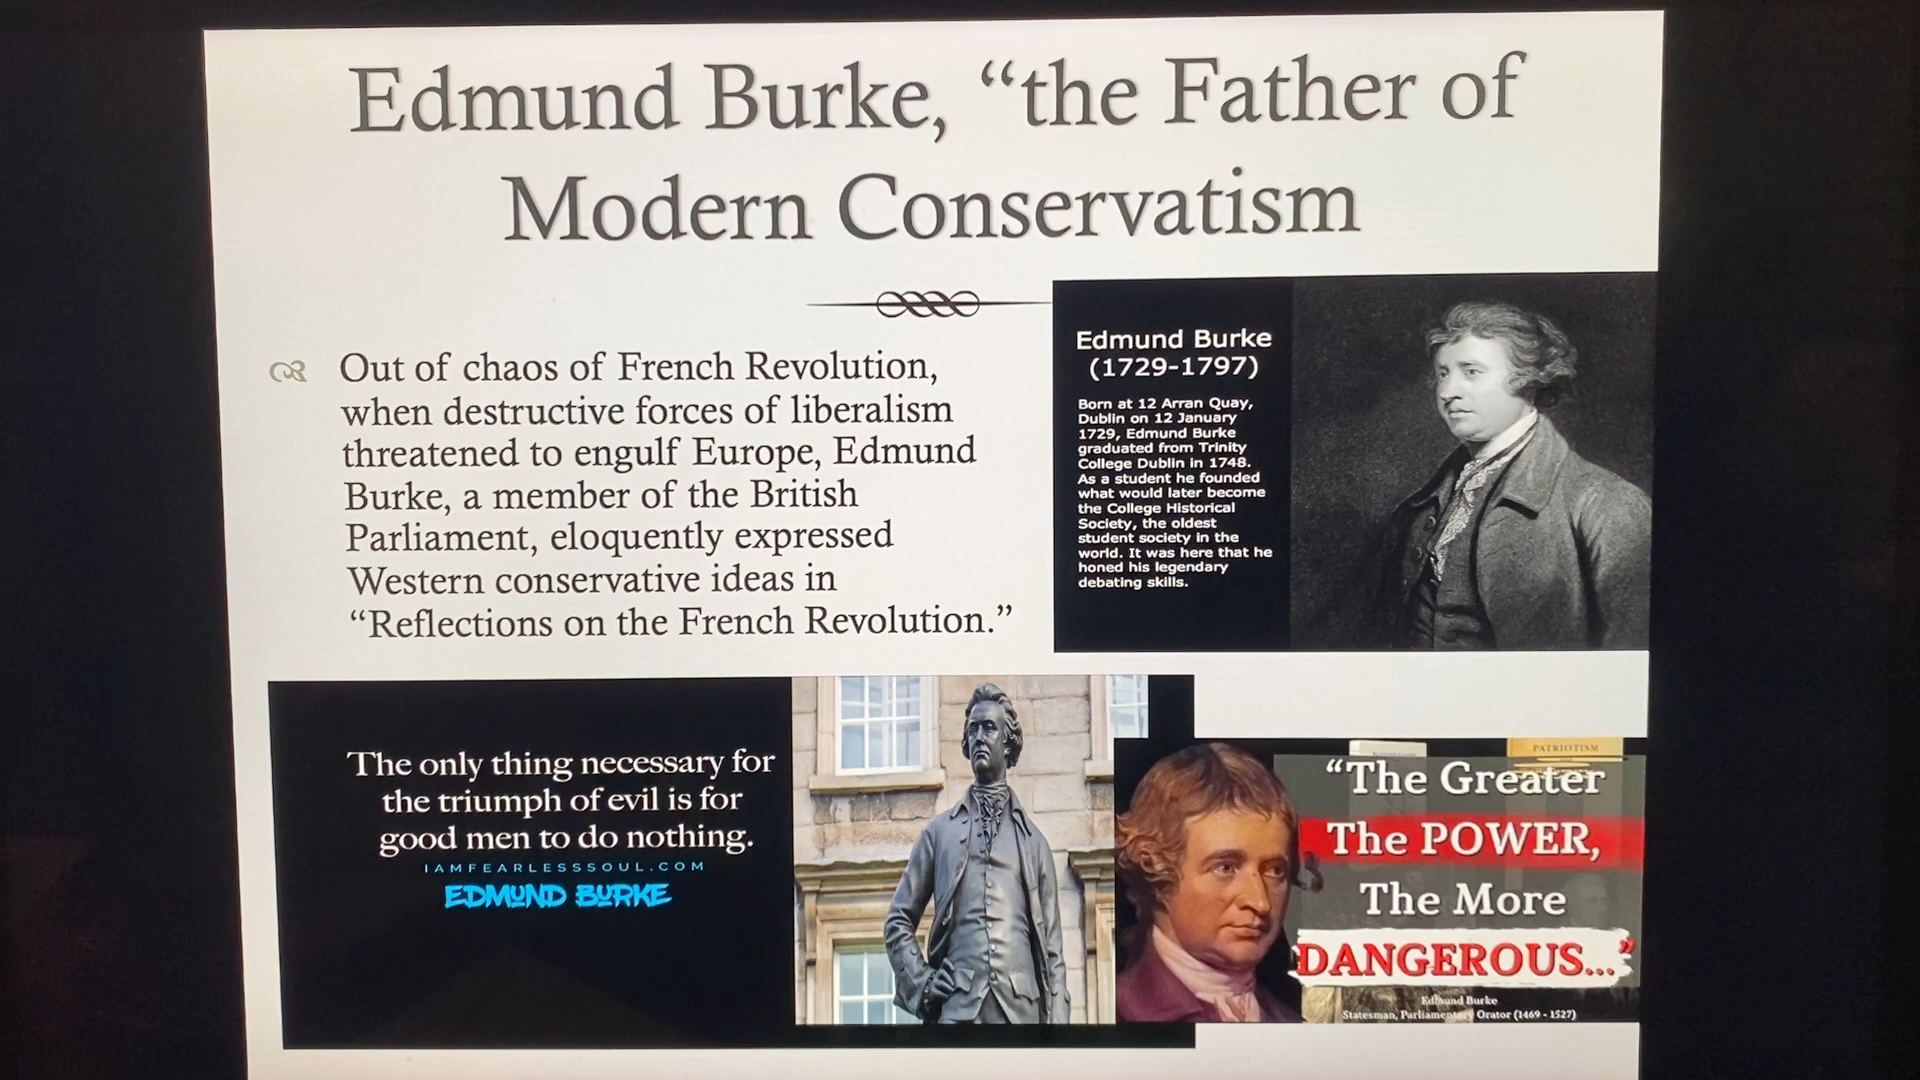 Edmund Burke, “the Father of
Modern Conservatism
Out of chaos of French Revolution,
when destructive forces of liberalism
threatened to engulf Europe, Edmund
Burke, a member of the British
Parliament, eloquently expressed
Western conservative ideas in
“Reflections on the French Revolution.”
Edmund Burke
(1729-1797)
Born at 12 Arran Quay,
Dublin on 12 January
1729, Edmund Burke
graduated from Trinity
College Dublin in 1748.
As a student he founded
what would later become
the College Historical
Society, the oldest
student society in the
world. It was here that he
honed his legendary
debating skills.
The only thing necessary for
the triumph of evil is for
good men to do nothing.
IAMFEARLESSSOUL.COM
EDMUND BURKE
PATRIOTISM
“The Greater
The POWER,
The More
DANGEROUS...”
Edmund Burke
Statesman, Parliamentary Orator (1469 - 1527)